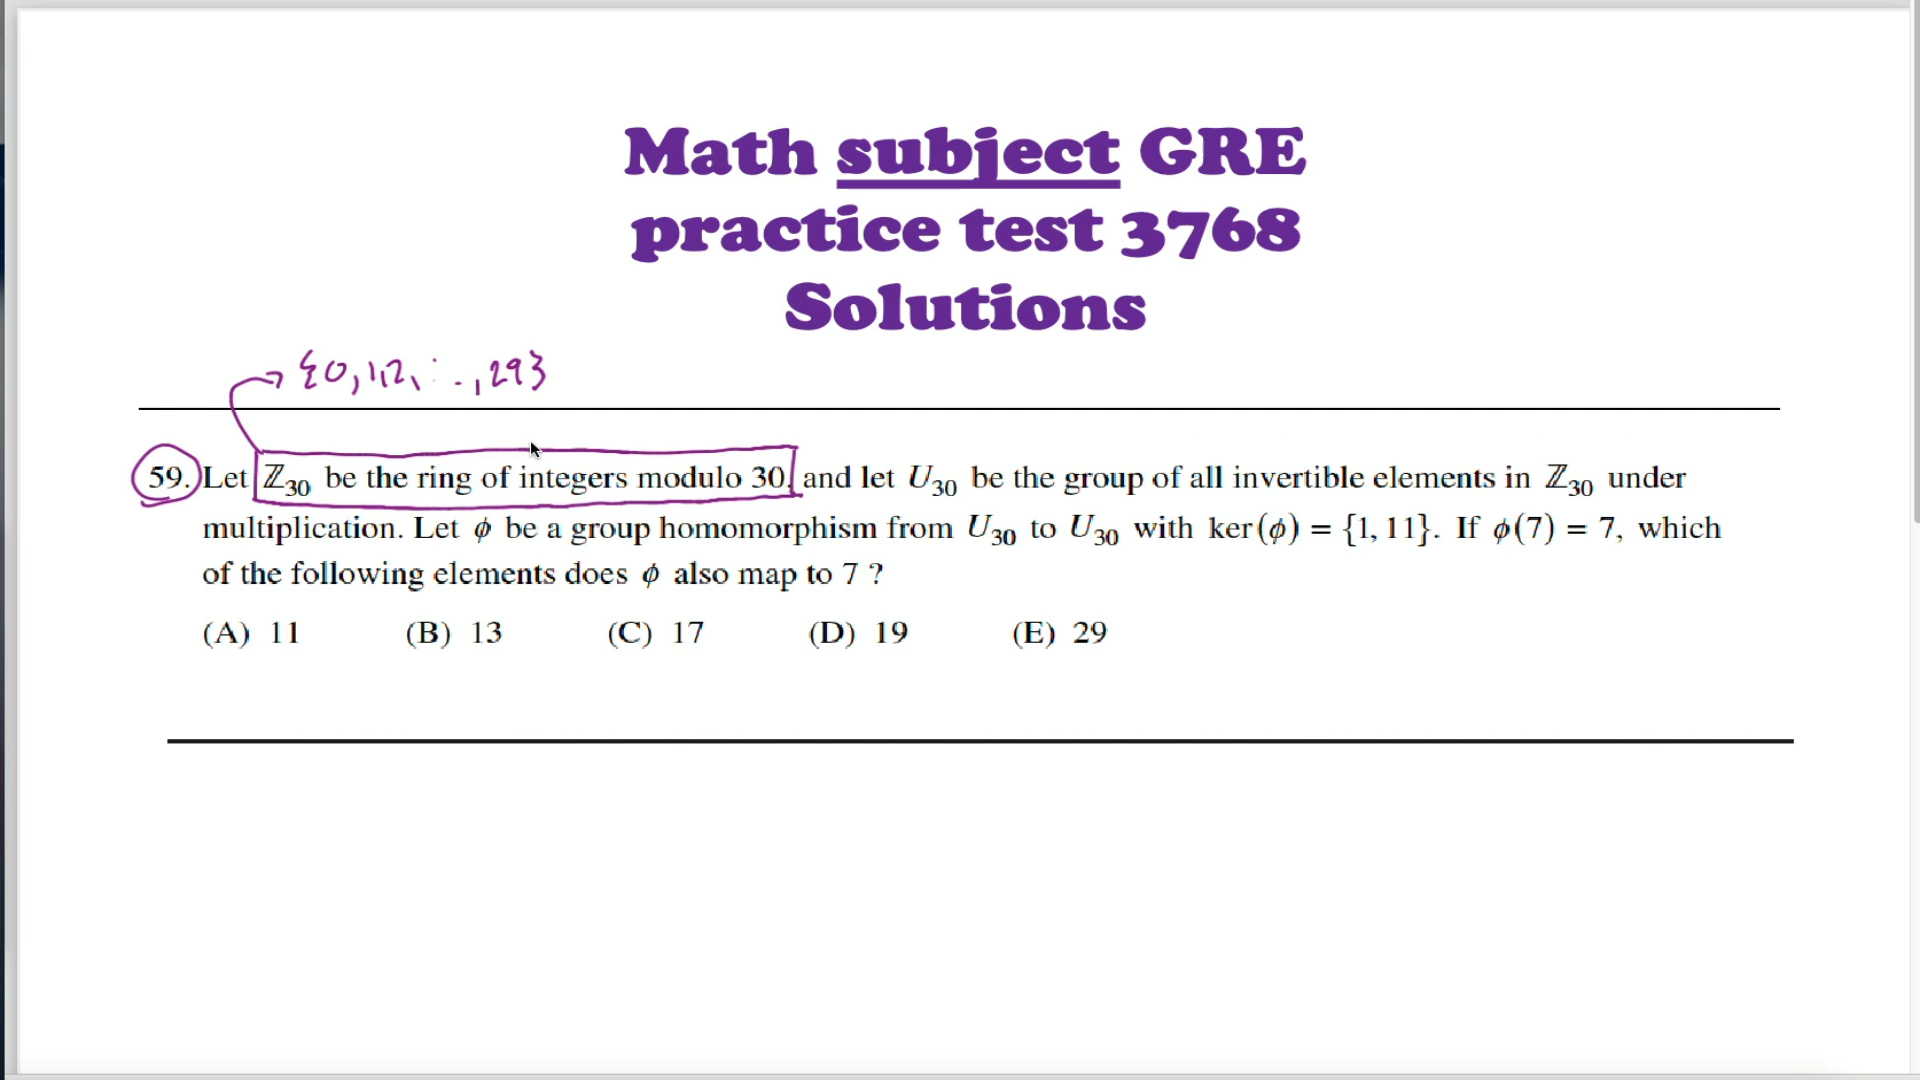 Math subject GRE
practice test 3768
Solutions
{0,1,2, . . ., 29}
59. Let ℤ₃₀ be the ring of integers modulo 30, and let U₃₀ be the group of all invertible elements in ℤ₃₀ under
multiplication. Let ϕ be a group homomorphism from U₃₀ to U₃₀ with ker(ϕ) = {1, 11}. If ϕ(7) = 7, which
of the following elements does ϕ also map to 7 ?
(A) 11 (B) 13 (C) 17 (D) 19 (E) 29